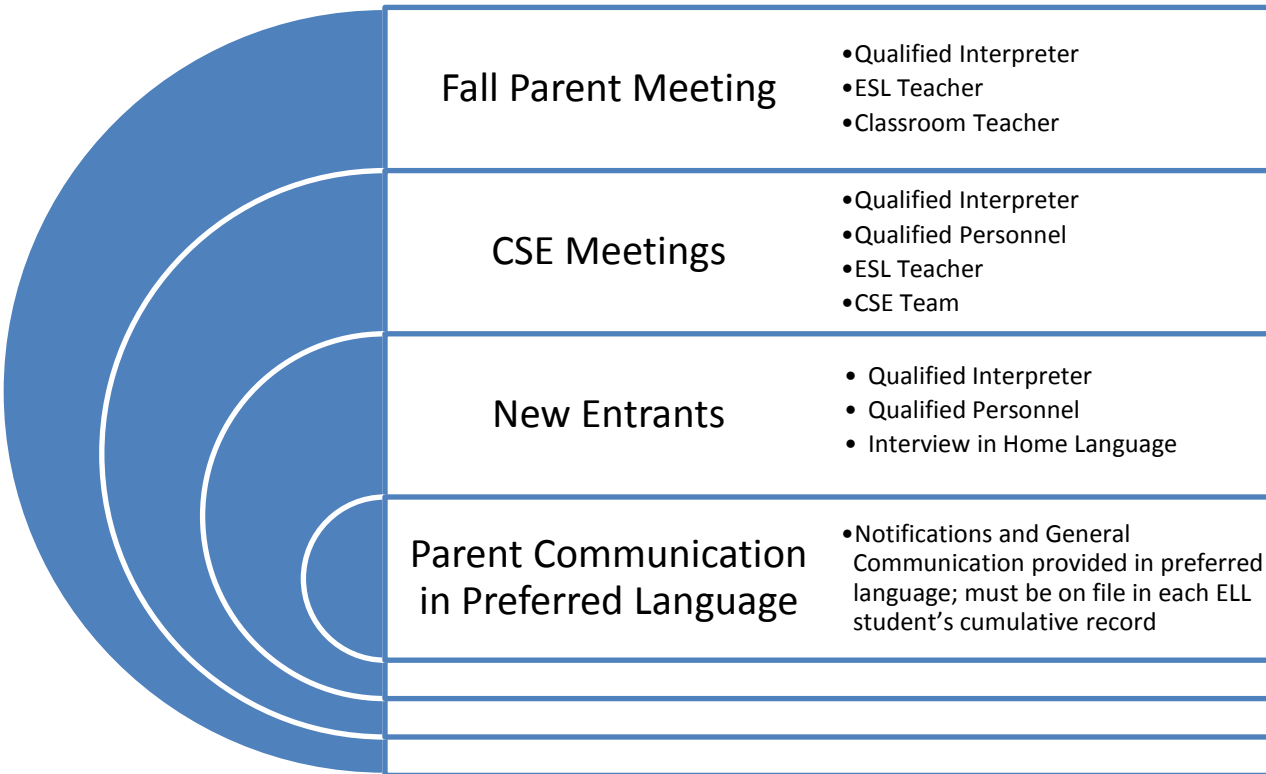 Fall Parent Meeting
•Qualified Interpreter
•ESL Teacher
•Classroom Teacher
CSE Meetings
•Qualified Interpreter
•Qualified Personnel
•ESL Teacher
•CSE Team
New Entrants
• Qualified Interpreter
• Qualified Personnel
• Interview in Home Language
Parent Communication
in Preferred Language
•Notifications and General
Communication provided in preferred
language; must be on file in each ELL
student’s cumulative record